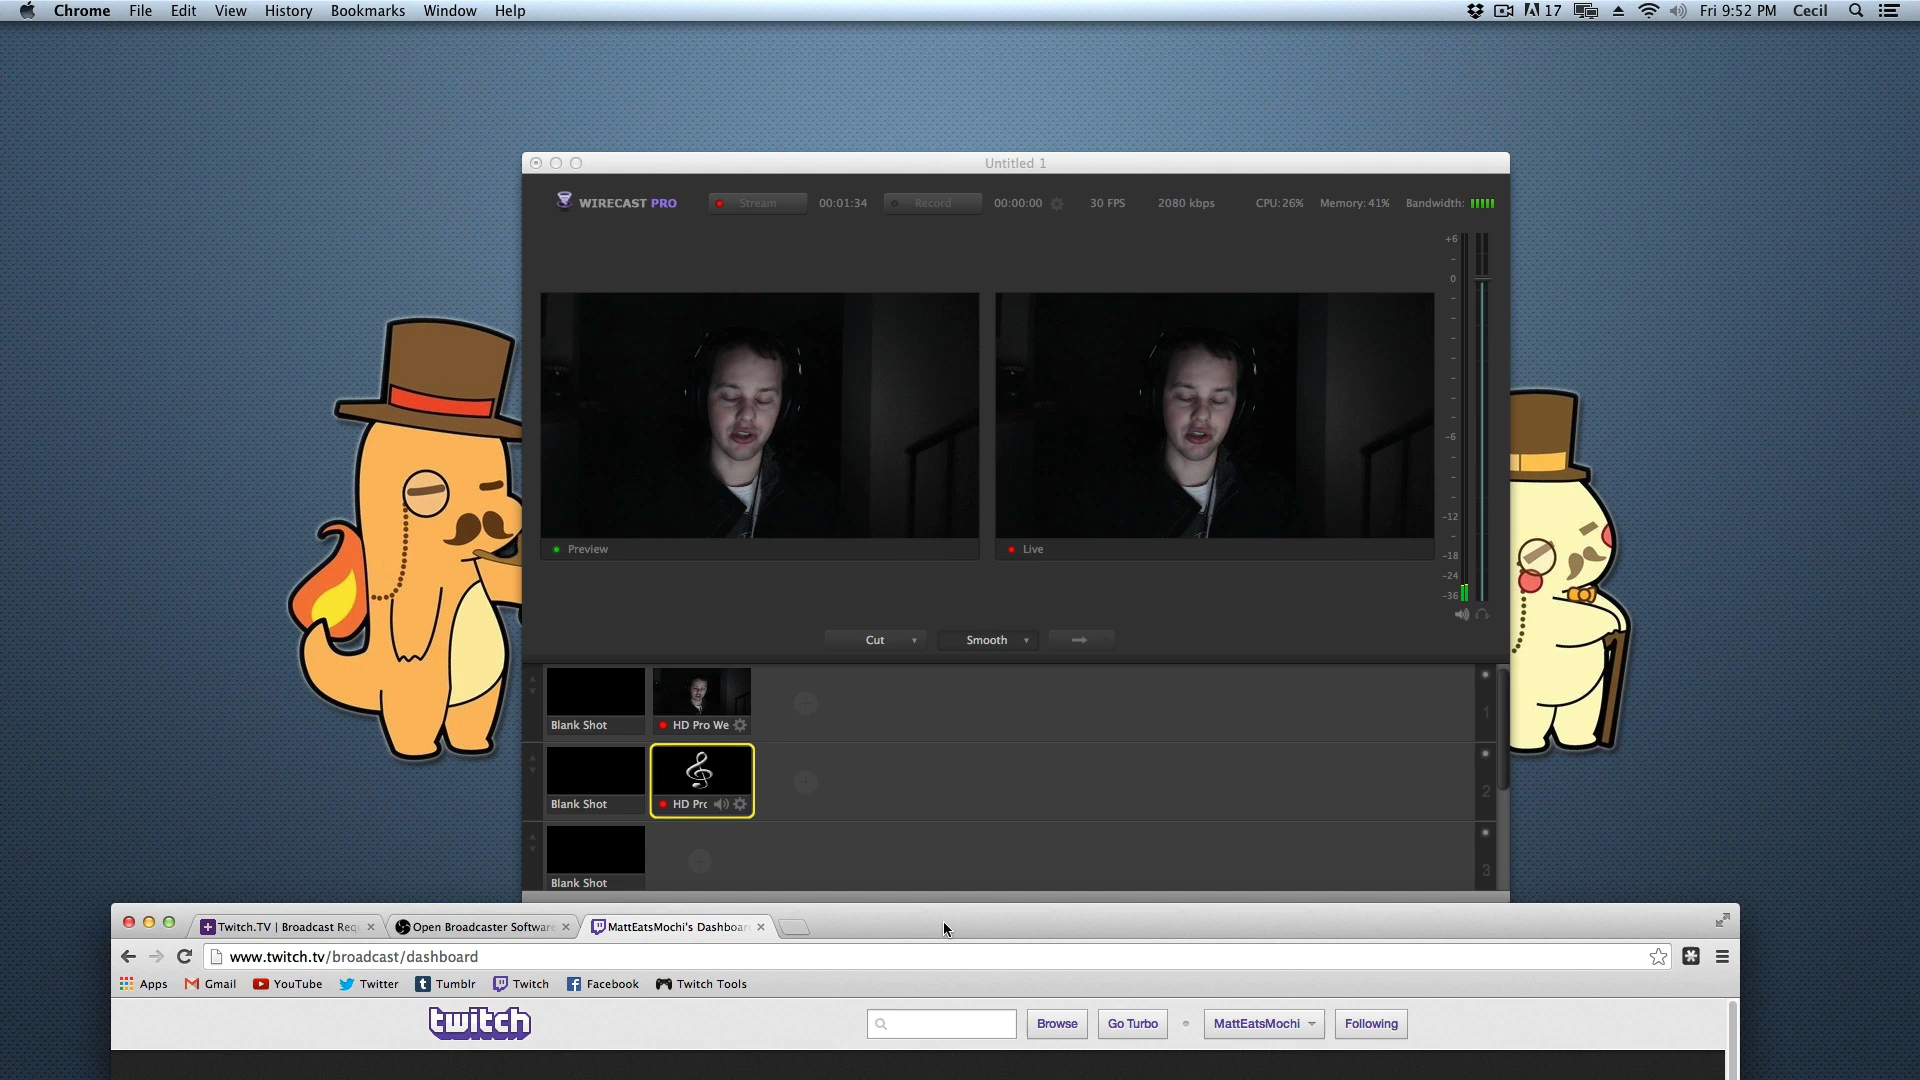 Chrome File Edit View History Bookmarks Window Help
17 Fri 9:52 PM Cecil
Untitled 1
WIRECAST PRO Stream 00:01:34 Record 00:00:00 30 FPS 2080 kbps CPU: 26% Memory: 41% Bandwidth:
+6
0
-6
-12
-18
-24
-36
Preview
Live
Cut Smooth
Blank Shot HD Pro We
1
Blank Shot HD Prc
2
Blank Shot
3
Twitch.TV | Broadcast Req Open Broadcaster Software MattEatsMochi's Dashboar
www.twitch.tv/broadcast/dashboard
Apps Gmail YouTube Twitter Tumblr Twitch Facebook Twitch Tools
twitch Browse Go Turbo MattEatsMochi Following